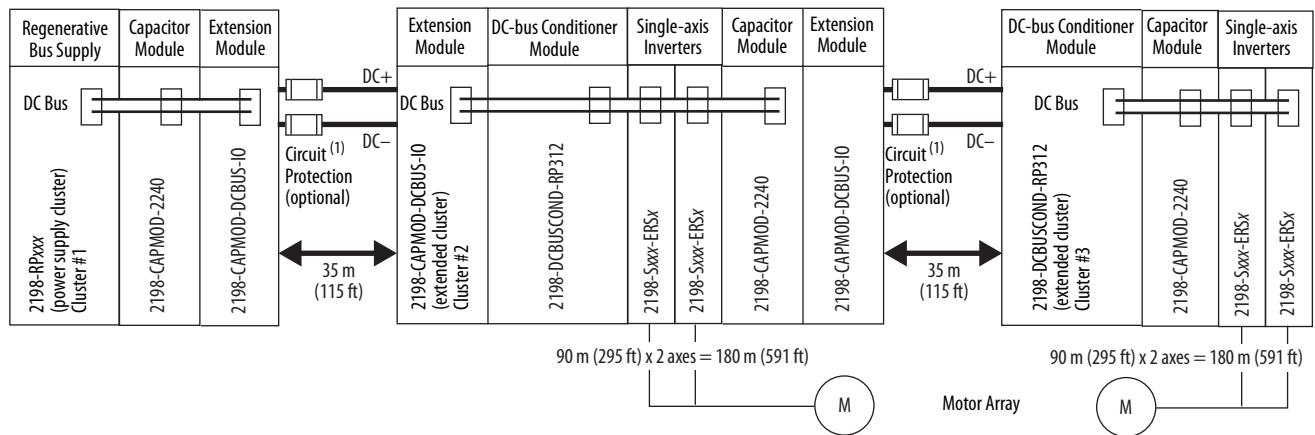 Regenerative
Bus Supply
Capacitor
Module
Extension
Module
DC Bus
2198-RPxxx
(power supply cluster)
Cluster #1
2198-CAPMOD-2240
2198-CAPMOD-DCBUS-IO
DC+
DC–
Circuit (1)
Protection
(optional)
35 m
(115 ft)
Extension
Module
DC-bus Conditioner
Module
Single-axis
Inverters
Capacitor
Module
Extension
Module
DC Bus
2198-CAPMOD-DCBUS-IO
(extended cluster)
Cluster #2
2198-DCBUSCOND-RP312
2198-Sxxx-ERSx
2198-Sxxx-ERSx
2198-CAPMOD-2240
2198-CAPMOD-DCBUS-IO
DC+
DC–
Circuit (1)
Protection
(optional)
35 m
(115 ft)
DC-bus Conditioner
Module
Capacitor
Module
Single-axis
Inverters
DC Bus
2198-DCBUSCOND-RP312
(extended cluster)
Cluster #3
2198-CAPMOD-2240
2198-Sxxx-ERSx
2198-Sxxx-ERSx
90 m (295 ft) x 2 axes = 180 m (591 ft)
90 m (295 ft) x 2 axes = 180 m (591 ft)
M
Motor Array
M